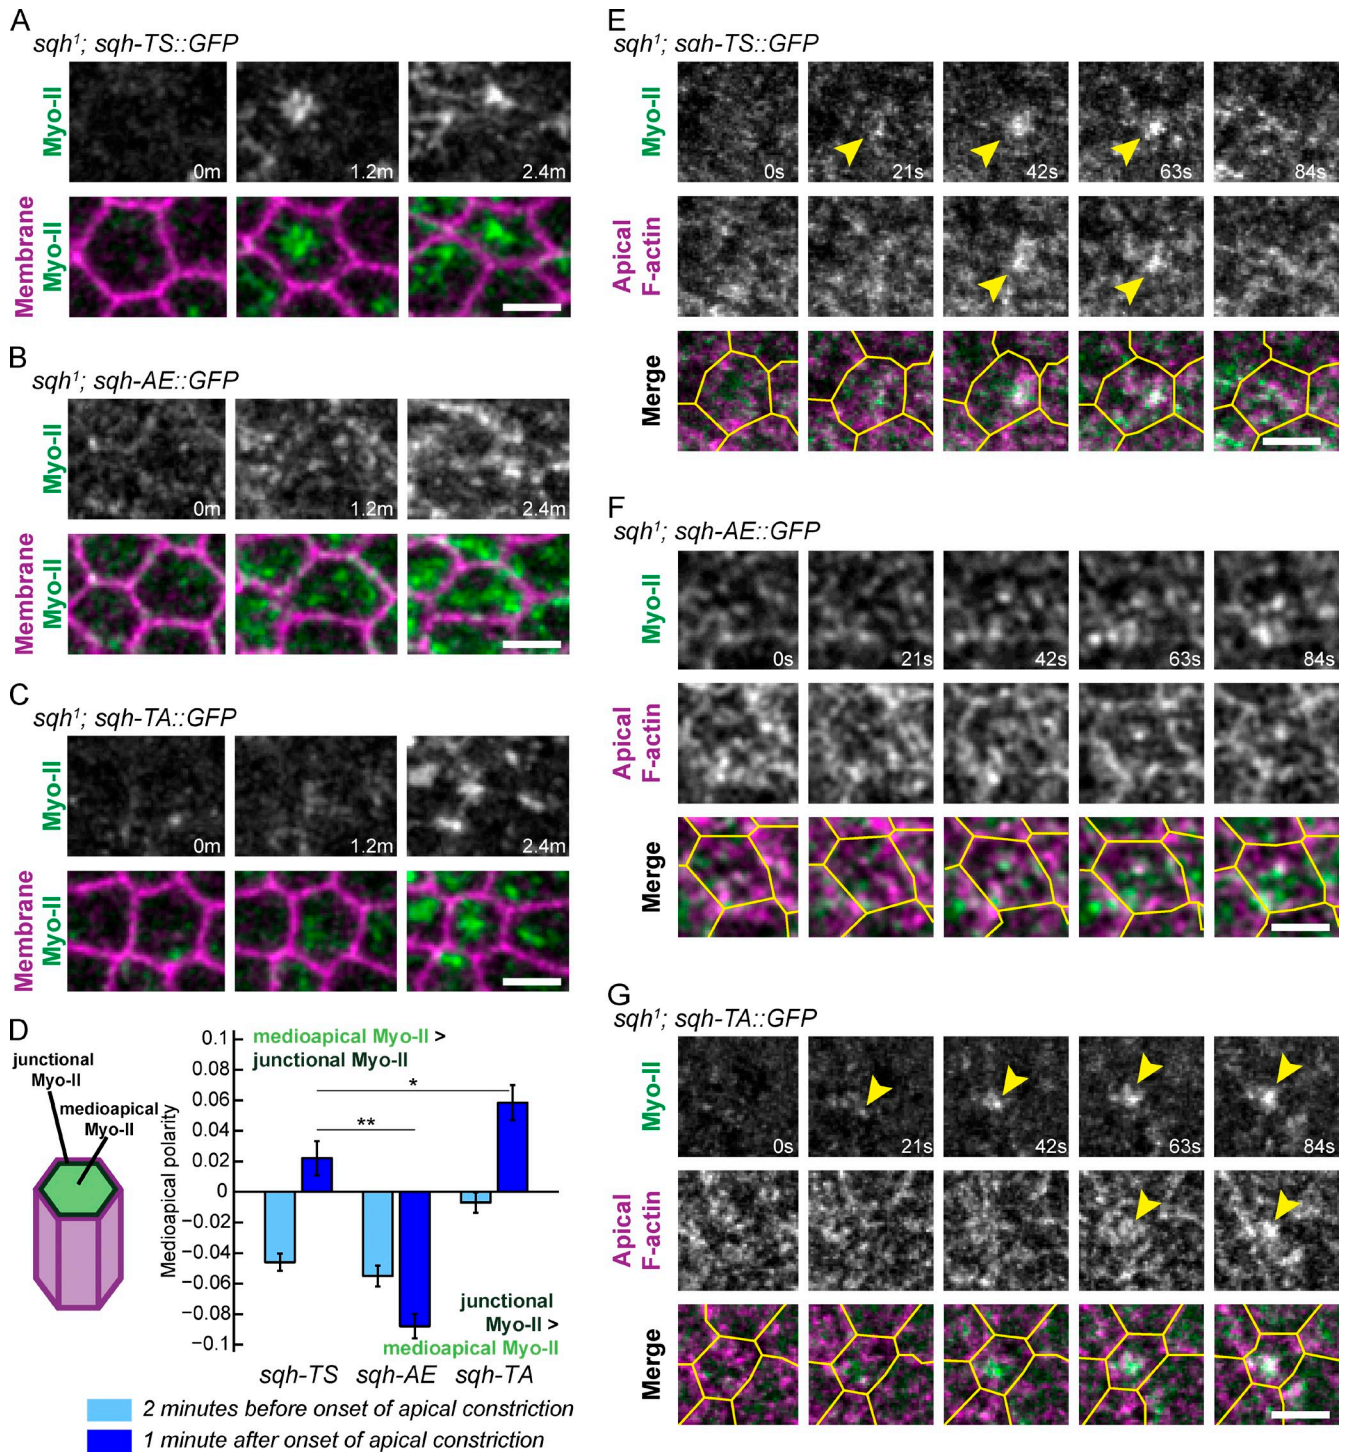 A
sqh1; sqh-TS::GFP
Myo-II
0m
1.2m
2.4m
Membrane
Myo-II
B
sqh1; sqh-AE::GFP
Myo-II
0m
1.2m
2.4m
Membrane
Myo-II
C
sqh1; sqh-TA::GFP
Myo-II
0m
1.2m
2.4m
Membrane
Myo-II
D
junctional
Myo-II
medioapical
Myo-II
Medioapical polarity
0.1
0.08
0.06
0.04
0.02
0
−0.02
−0.04
−0.06
−0.08
−0.1
medioapical Myo-II >
junctional Myo-II
*
**
junctional
Myo-II >
medioapical Myo-II
sqh-TS
sqh-AE
sqh-TA
2 minutes before onset of apical constriction
1 minute after onset of apical constriction
E
sqh1; sah-TS::GFP
Myo-II
0s
21s
42s
63s
84s
Apical
F-actin
Merge
F
sqh1; sqh-AE::GFP
Myo-II
0s
21s
42s
63s
84s
Apical
F-actin
Merge
G
sqh1; sqh-TA::GFP
Myo-II
0s
21s
42s
63s
84s
Apical
F-actin
Merge